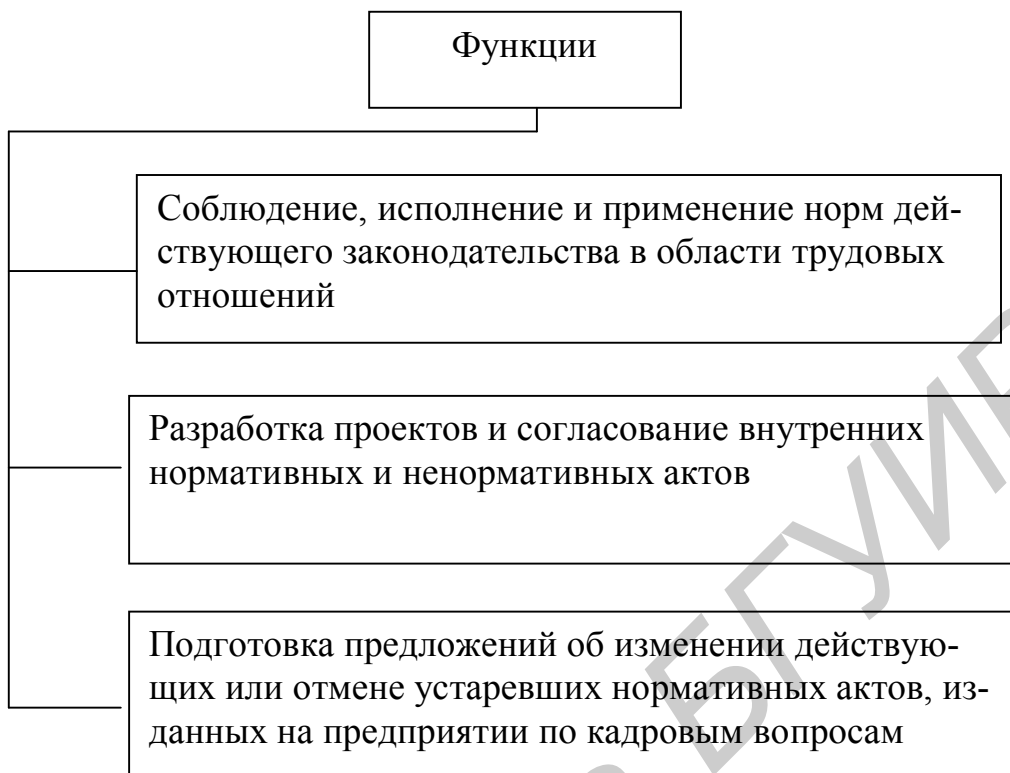 Функции
Соблюдение, исполнение и применение норм дей-
ствующего законодательства в области трудовых
отношений
Разработка проектов и согласование внутренних
нормативных и ненормативных актов
Подготовка предложений об изменении действую-
щих или отмене устаревших нормативных актов, из-
данных на предприятии по кадровым вопросам
БГУИР